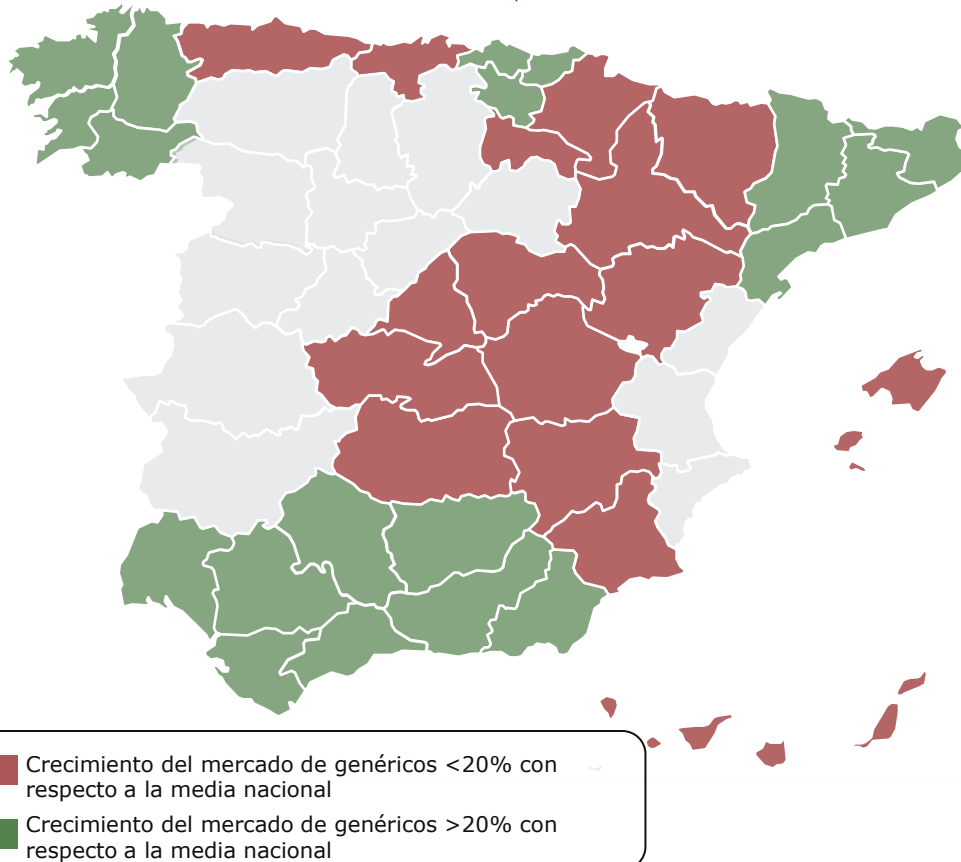 Crecimiento del mercado de genéricos <20% con
respecto a la media nacional
Crecimiento del mercado de genéricos >20% con
respecto a la media nacional